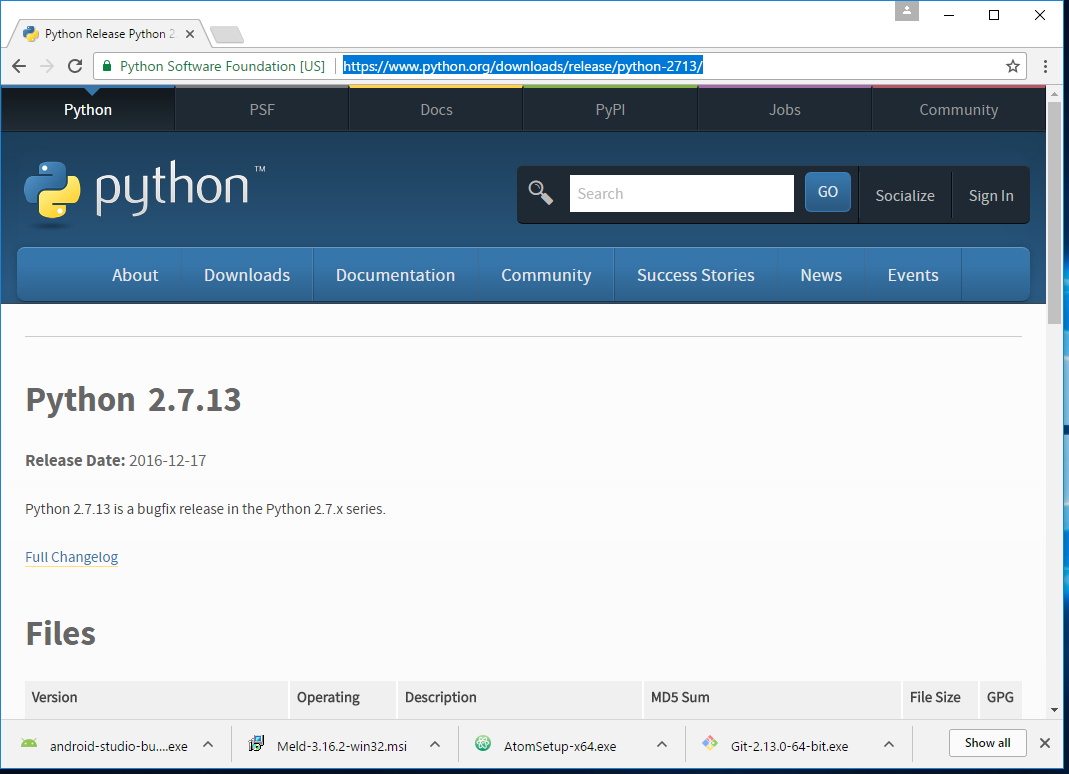 Python Release Python 2
Python Software Foundation [US] https://www.python.org/downloads/release/python-2713/
Python PSF Docs PyPI Jobs Community
python™
Search GO Socialize Sign In
About Downloads Documentation Community Success Stories News Events
Python 2.7.13
Release Date: 2016-12-17
Python 2.7.13 is a bugfix release in the Python 2.7.x series.
Full Changelog
Files
Version Operating Description MD5 Sum File Size GPG
android-studio-bu....exe Meld-3.16.2-win32.msi AtomSetup-x64.exe Git-2.13.0-64-bit.exe Show all